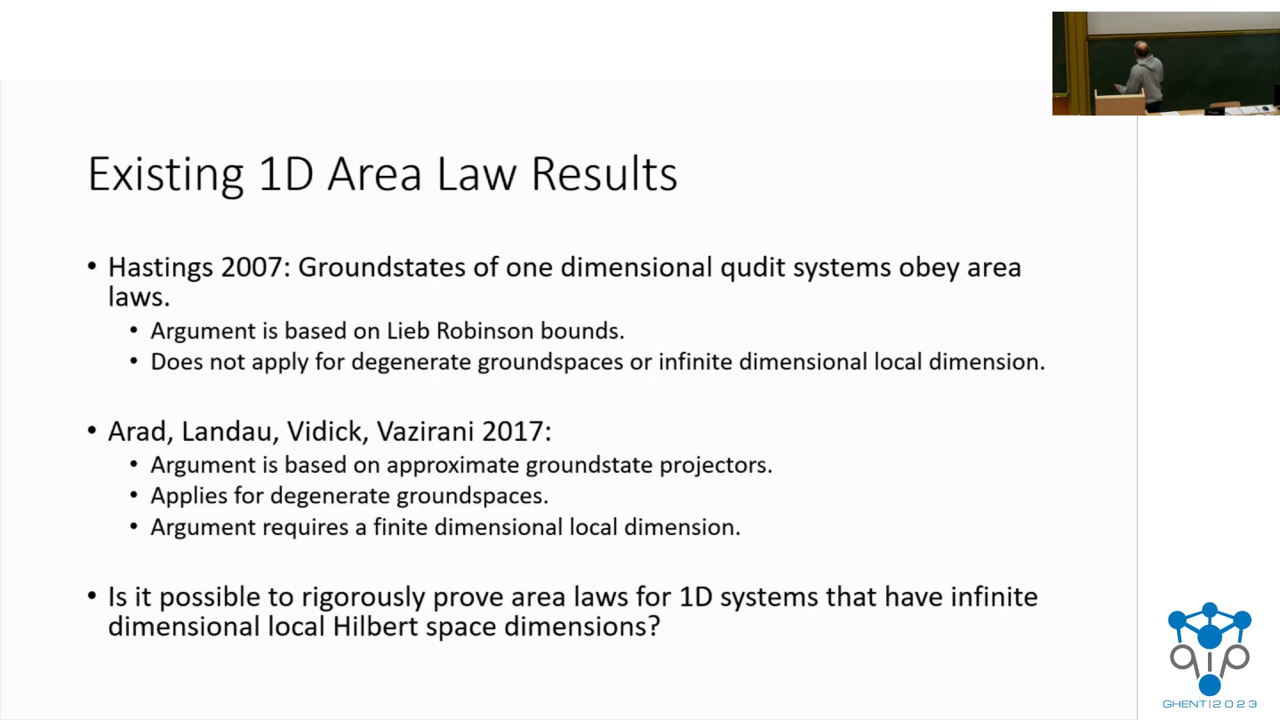 Existing 1D Area Law Results
• Hastings 2007: Groundstates of one dimensional qudit systems obey area
laws.
• Argument is based on Lieb Robinson bounds.
• Does not apply for degenerate groundspaces or infinite dimensional local dimension.
• Arad, Landau, Vidick, Vazirani 2017:
• Argument is based on approximate groundstate projectors.
• Applies for degenerate groundspaces.
• Argument requires a finite dimensional local dimension.
• Is it possible to rigorously prove area laws for 1D systems that have infinite
dimensional local Hilbert space dimensions?
qip
GHENT|2023